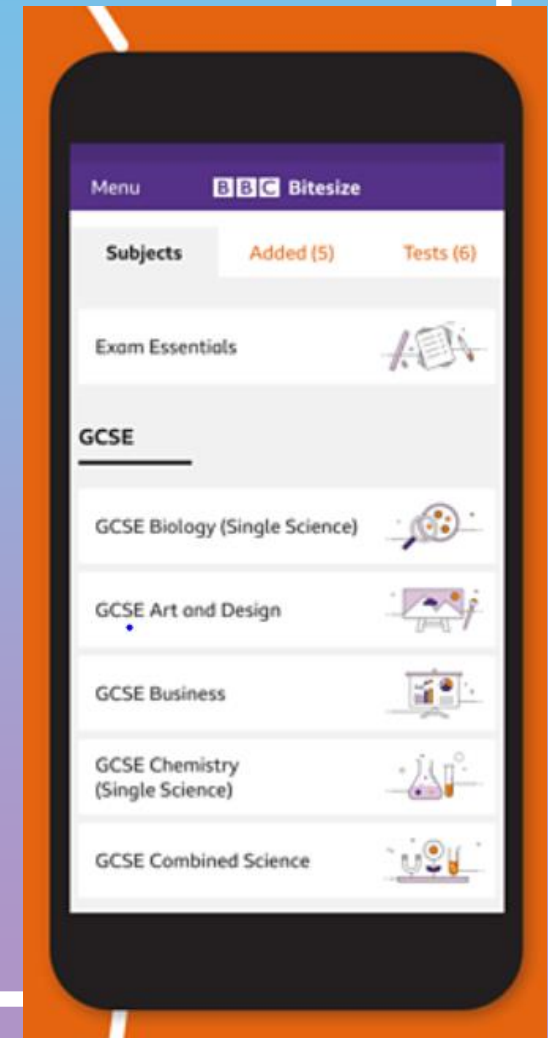 Menu BBC Bitesize
Subjects Added (5) Tests (6)
Exam Essentials
GCSE
GCSE Biology (Single Science)
GCSE Art and Design
GCSE Business
GCSE Chemistry
(Single Science)
GCSE Combined Science